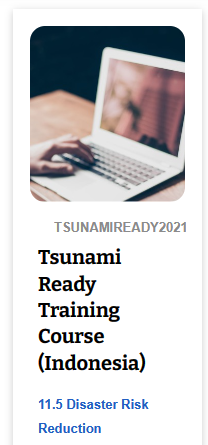 TSUNAMIREADY2021
Tsunami
Ready
Training
Course
(Indonesia)
11.5 Disaster Risk
Reduction